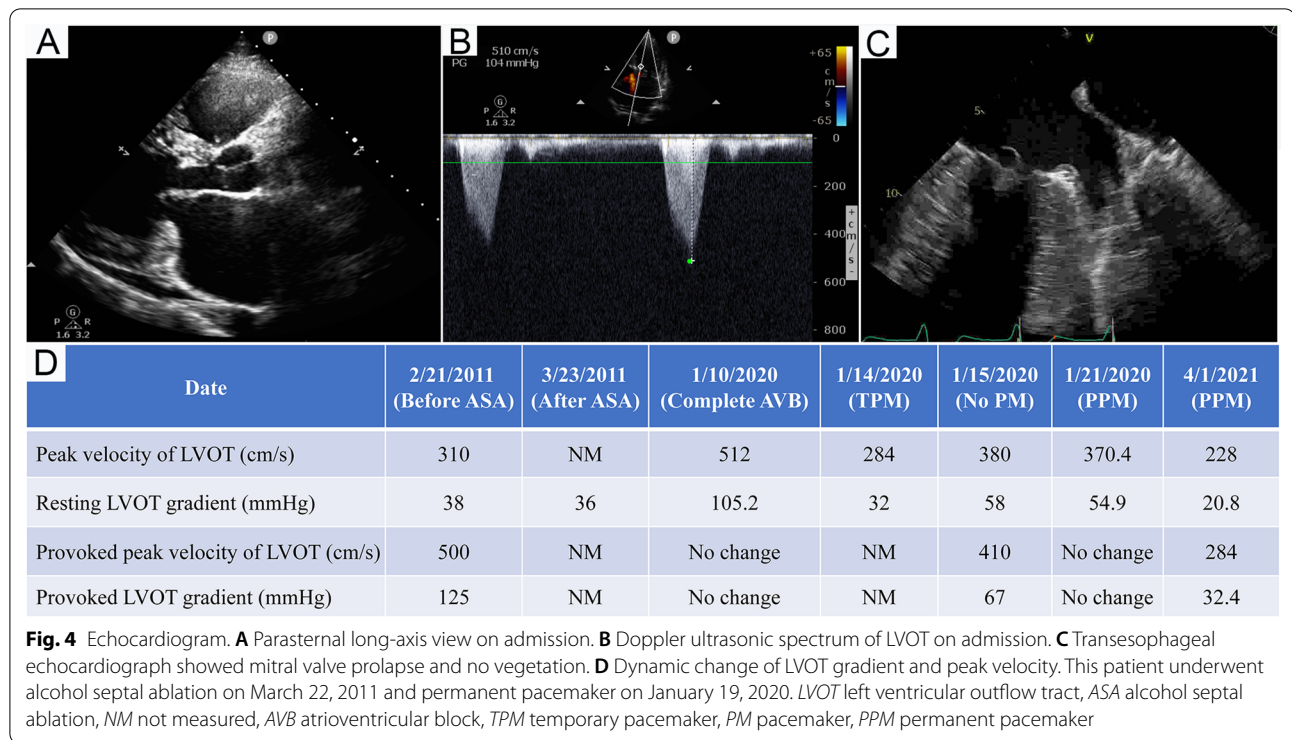 A
P
P R
G
1.6 3.2
B
510 cm/s
PG 104 mmHg
P
G
P R
1.6 3.2
+65
c
m
/
s
-65
0
200
400
600
800
+
c
m
/
s
-
C
V
5
10
D
Date 2/21/2011 (Before ASA) 3/23/2011 (After ASA) 1/10/2020 (Complete AVB) 1/14/2020 (TPM) 1/15/2020 (No PM) 1/21/2020 (PPM) 4/1/2021 (PPM)
Peak velocity of LVOT (cm/s) 310 NM 512 284 380 370.4 228
Resting LVOT gradient (mmHg) 38 36 105.2 32 58 54.9 20.8
Provoked peak velocity of LVOT (cm/s) 500 NM No change NM 410 No change 284
Provoked LVOT gradient (mmHg) 125 NM No change NM 67 No change 32.4
Fig. 4 Echocardiogram. A Parasternal long-axis view on admission. B Doppler ultrasonic spectrum of LVOT on admission. C Transesophageal
echocardiograph showed mitral valve prolapse and no vegetation. D Dynamic change of LVOT gradient and peak velocity. This patient underwent
alcohol septal ablation on March 22, 2011 and permanent pacemaker on January 19, 2020. LVOT left ventricular outflow tract, ASA alcohol septal
ablation, NM not measured, AVB atrioventricular block, TPM temporary pacemaker, PM pacemaker, PPM permanent pacemaker